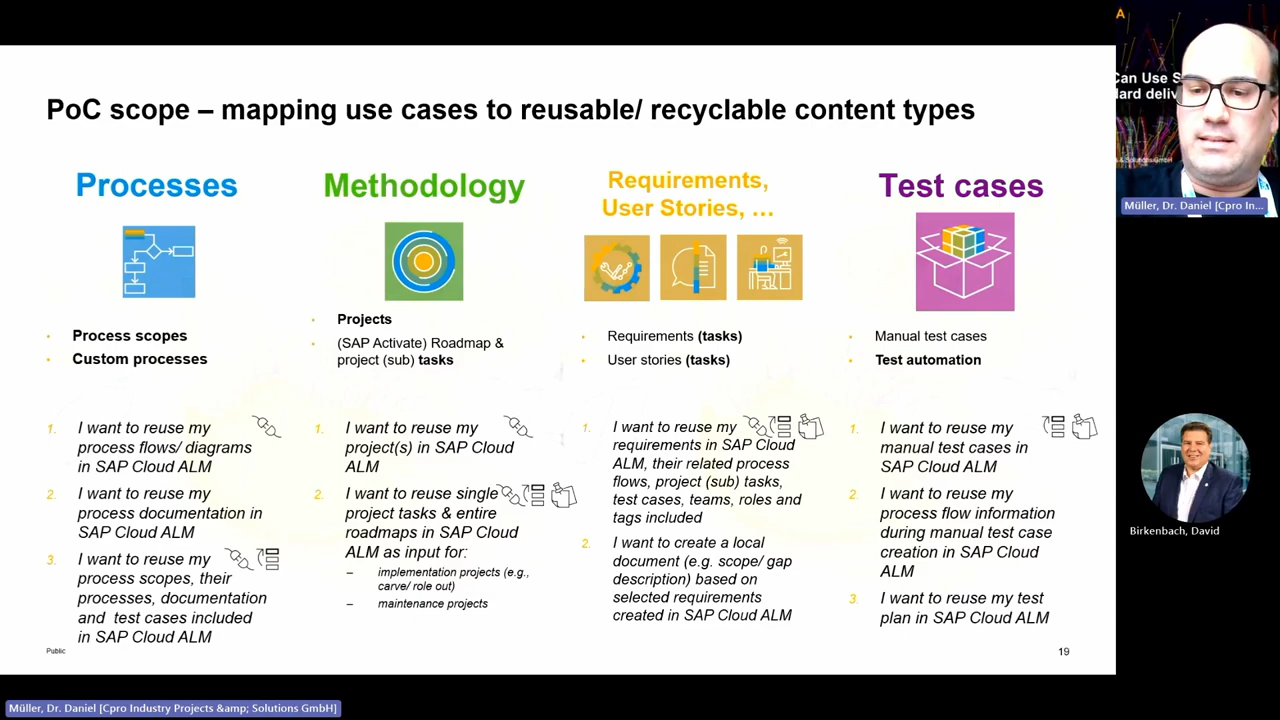 PoC scope – mapping use cases to reusable/ recyclable content types
Processes
• Process scopes
• Custom processes
1. I want to reuse my
process flows/ diagrams
in SAP Cloud ALM
2. I want to reuse my
process documentation in
SAP Cloud ALM
3. I want to reuse my
process scopes, their
processes, documentation
and test cases included
in SAP Cloud ALM
Methodology
• Projects
• (SAP Activate) Roadmap &
project (sub) tasks
1. I want to reuse my
project(s) in SAP Cloud
ALM
2. I want to reuse single
project tasks & entire
roadmaps in SAP Cloud
ALM as input for:
– implementation projects (e.g.,
carve/ role out)
– maintenance projects
Requirements,
User Stories, …
• Requirements (tasks)
• User stories (tasks)
1. I want to reuse my
requirements in SAP Cloud
ALM, their related process
flows, project (sub) tasks,
test cases, teams, roles and
tags included
2. I want to create a local
document (e.g. scope/ gap
description) based on
selected requirements
created in SAP Cloud ALM
Test cases
• Manual test cases
• Test automation
1. I want to reuse my
manual test cases in
SAP Cloud ALM
2. I want to reuse my
process flow information
during manual test case
creation in SAP Cloud
ALM
3. I want to reuse my test
plan in SAP Cloud ALM
Public
19
A
Can Use S
dard deliv
& Solutions GmbH
Müller, Dr. Daniel [Cpro In...
Birkenbach, David
Müller, Dr. Daniel [Cpro Industry Projects &amp; Solutions GmbH]